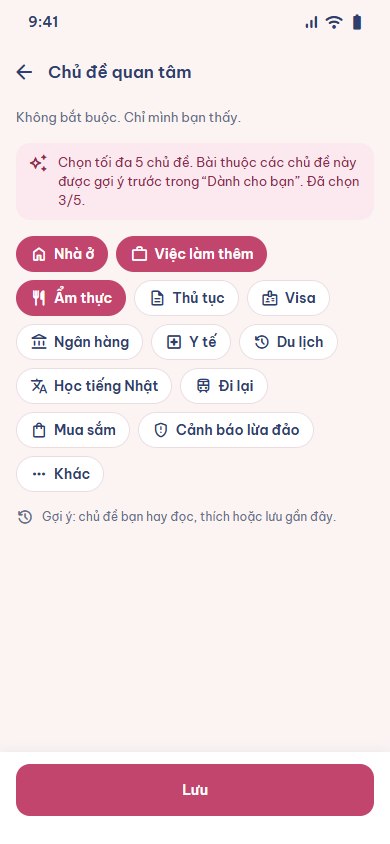 9:41
Chủ đề quan tâm
Không bắt buộc. Chỉ mình bạn thấy.
Chọn tối đa 5 chủ đề. Bài thuộc các chủ đề này
được gợi ý trước trong “Dành cho bạn”. Đã chọn
3/5.
Nhà ở
Việc làm thêm
Ẩm thực
Thủ tục
Visa
Ngân hàng
Y tế
Du lịch
Học tiếng Nhật
Đi lại
Mua sắm
Cảnh báo lừa đảo
Khác
Gợi ý: chủ đề bạn hay đọc, thích hoặc lưu gần đây.
Lưu